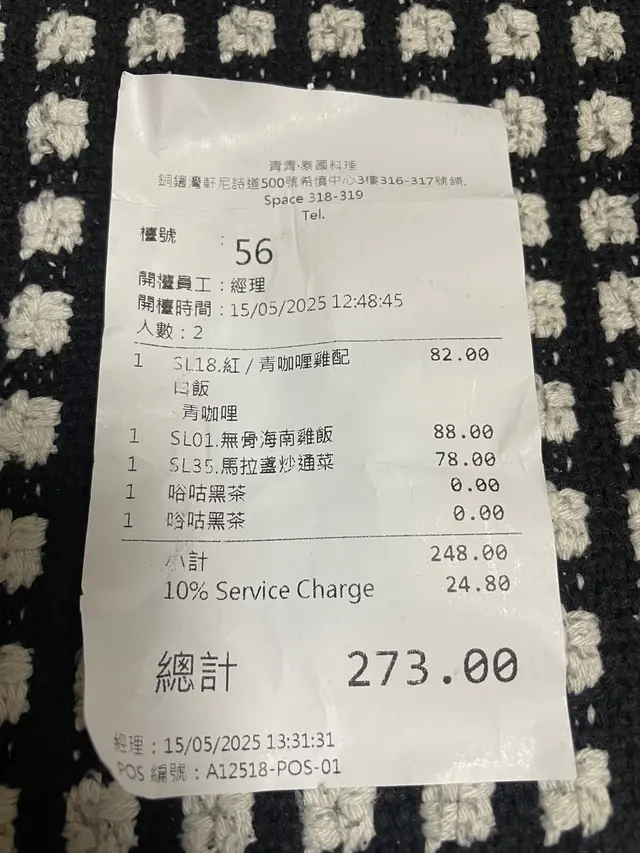 青青·泰國料理
銅鑼灣軒尼詩道500號希慎中心3樓316-317號舖,
Space 318-319
Tel.
檯號 : 56
開檯員工：經理
開檯時間：15/05/2025 12:48:45
人數：2
1 SL18.紅 / 青咖喱雞配 82.00
白飯
青咖哩
1 SL01.無骨海南雞飯 88.00
1 SL35.馬拉盞炒通菜 78.00
1 唂咕黑茶 0.00
1 唂咕黑茶 0.00
小計 248.00
10% Service Charge 24.80
總計 273.00
經理：15/05/2025 13:31:31
POS 編號：A12518-POS-01